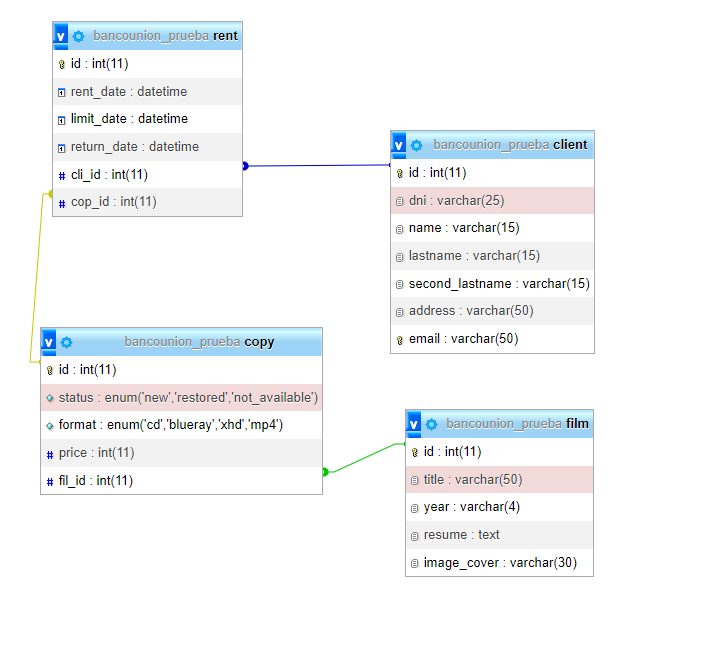 v bancounion_prueba rent
id : int(11)
rent_date : datetime
limit_date : datetime
return_date : datetime
# cli_id : int(11)
# cop_id : int(11)
v bancounion_prueba client
id : int(11)
dni : varchar(25)
name : varchar(15)
lastname : varchar(15)
second_lastname : varchar(15)
address : varchar(50)
email : varchar(50)
v bancounion_prueba copy
id : int(11)
status : enum('new','restored','not_available')
format : enum('cd','blueray','xhd','mp4')
# price : int(11)
# fil_id : int(11)
v bancounion_prueba film
id : int(11)
title : varchar(50)
year : varchar(4)
resume : text
image_cover : varchar(30)